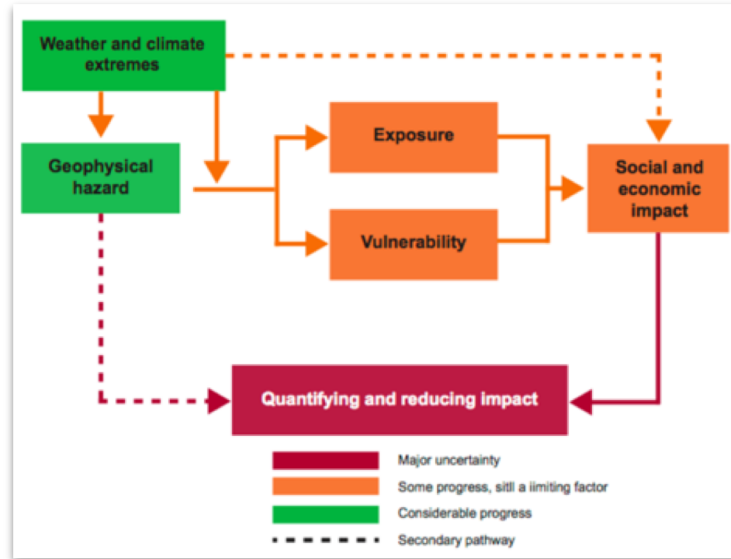 Weather and climate
extremes
Geophysical
hazard
Exposure
Vulnerability
Social and
economic
impact
Quantifying and reducing impact
Major uncertainty
Some progress, sitll a iimiting factor
Considerable progress
Secondary pathway